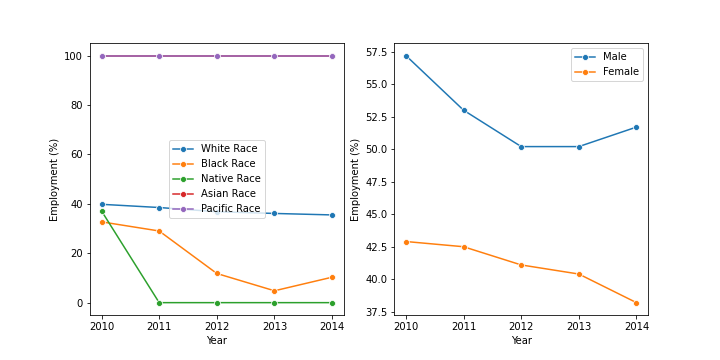 100
80
60
40
20
0
Employment (%)
White Race
Black Race
Native Race
Asian Race
Pacific Race
2010 2011 2012 2013 2014
Year
57.5
55.0
52.5
50.0
47.5
45.0
42.5
40.0
37.5
Employment (%)
Male
Female
2010 2011 2012 2013 2014
Year